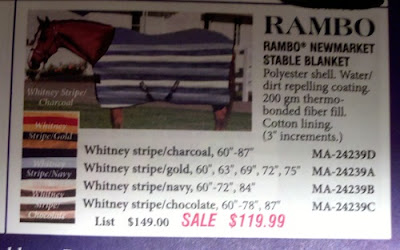 RAMBO
RAMBO® NEWMARKET
STABLE BLANKET
Polyester shell. Water/
dirt repelling coating.
200 gm thermo-
bonded fiber fill.
Cotton lining.
(3" increments.)
Whitney Stripe/
Charcoal
Whitney
Stripe/Gold
Whitney
Stripe/Navy
Whitney
Stripe/
Chocolate
Whitney stripe/charcoal, 60"-87" MA-24239D
Whitney stripe/gold, 60", 63", 69", 72", 75" MA-24239A
Whitney stripe/navy, 60"-72", 84" MA-24239B
Whitney stripe/chocolate, 60"-78", 87" MA-24239C
List $149.00 SALE $119.99